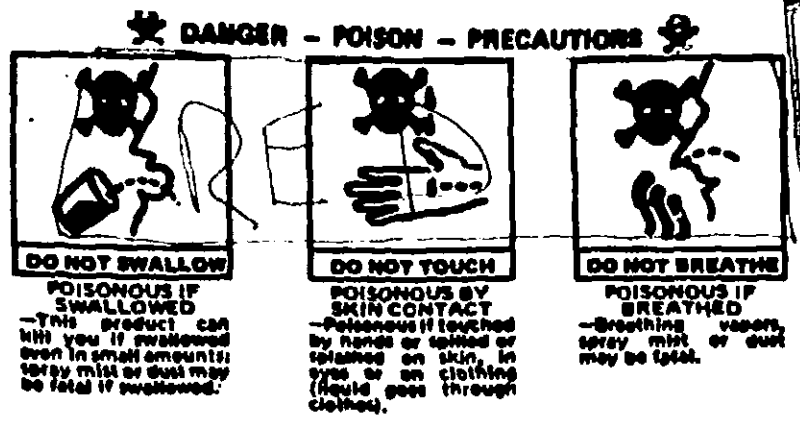 DANGER – POISON – PRECAUTIONS
DO NOT SWALLOW
POISONOUS IF
SWALLOWED
—This product can
kill you if swallowed
even in small amounts;
spray mist or dust may
be fatal if swallowed.
DO NOT TOUCH
POISONOUS BY
SKIN CONTACT
—Poisonous if touched
by hands or spilled or
splashed on skin, in
eyes or on clothing
(liquid goes through
clothes).
DO NOT BREATHE
POISONOUS IF
BREATHED
—Breathing vapors,
spray mist or dust
may be fatal.